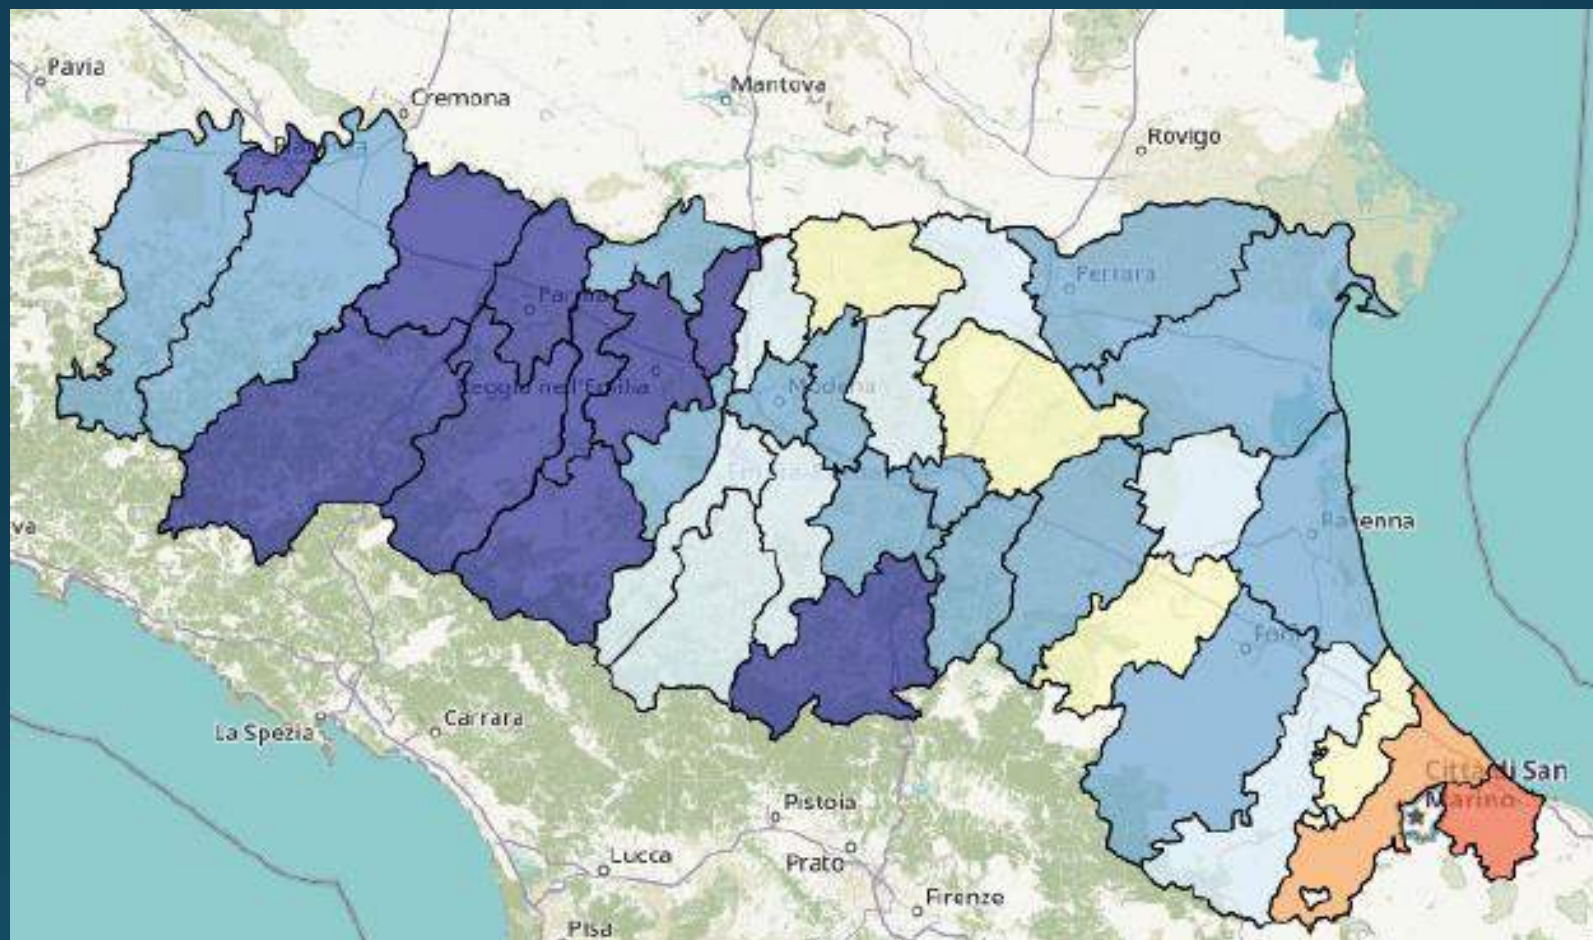 Pavia
Cremona
Mantova
Rovigo
Ferrara
Parma
Reggio nell'Emilia
Modena
Ravenna
Forlì
La Spezia
Carrara
Città di San
Marino
Pistoia
Prato
Lucca
Firenze
Pisa